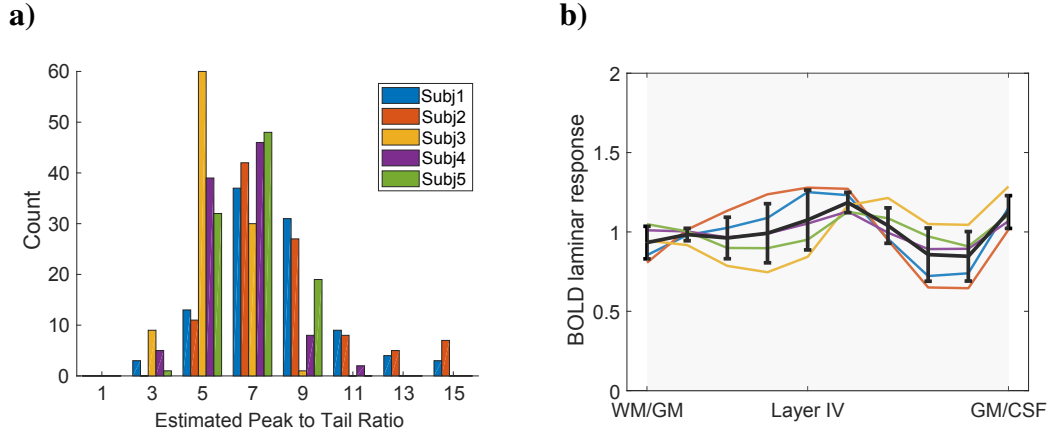 a)
60
50
40
30
20
10
0
Count
1 3 5 7 9 11 13 15
Estimated Peak to Tail Ratio
Subj1
Subj2
Subj3
Subj4
Subj5
b)
2
1.5
1
0.5
0
BOLD laminar response
WM/GM Layer IV GM/CSF